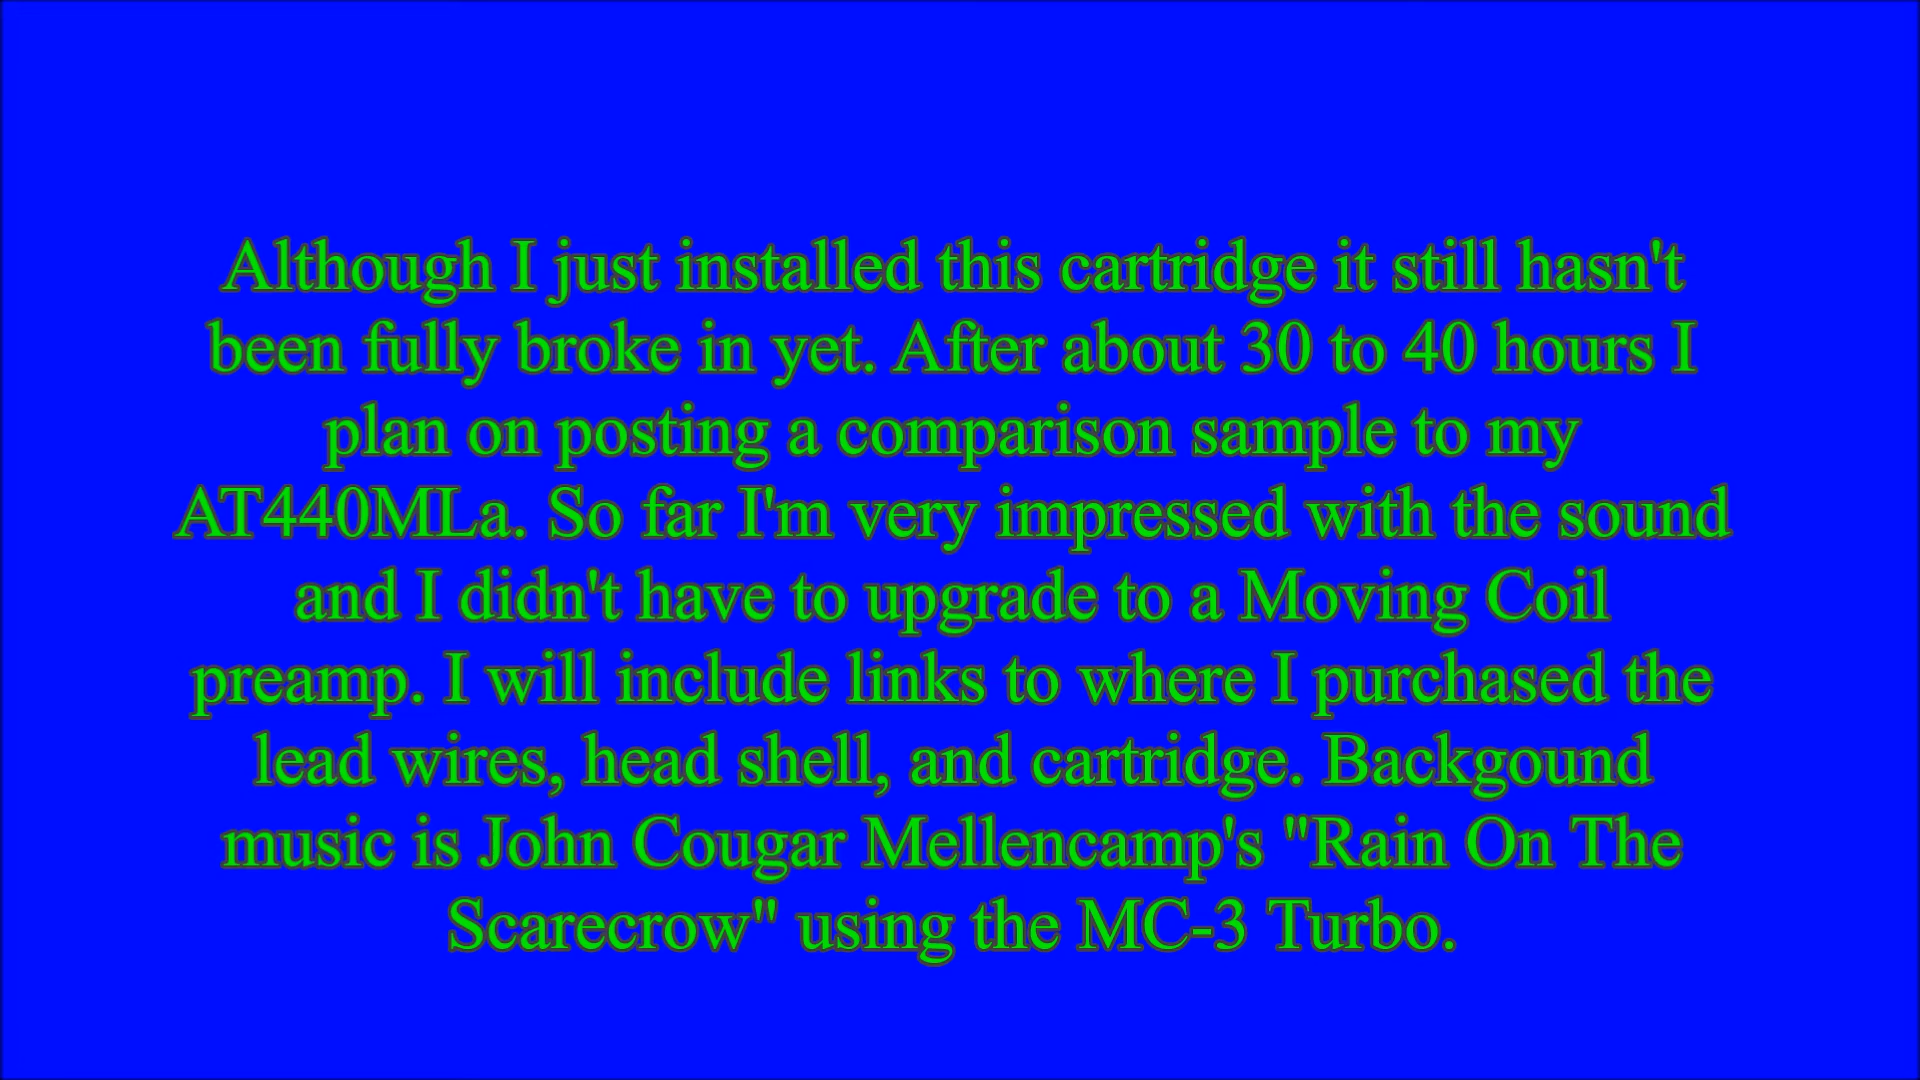 Although I just installed this cartridge it still hasn't
been fully broke in yet. After about 30 to 40 hours I
plan on posting a comparison sample to my
AT440MLa. So far I'm very impressed with the sound
and I didn't have to upgrade to a Moving Coil
preamp. I will include links to where I purchased the
lead wires, head shell, and cartridge. Backgound
music is John Cougar Mellencamp's "Rain On The
Scarecrow" using the MC-3 Turbo.